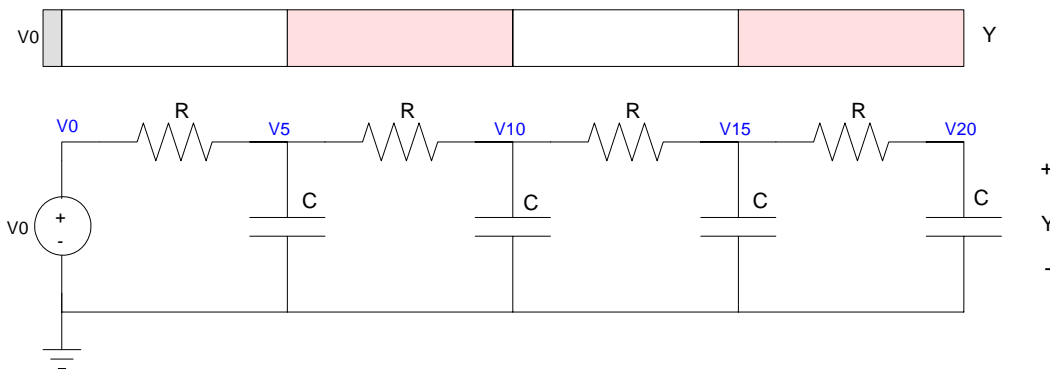 V0 Y
R R R R
V0 V5 V10 V15 V20
+
C C C C
V0 + - Y
-